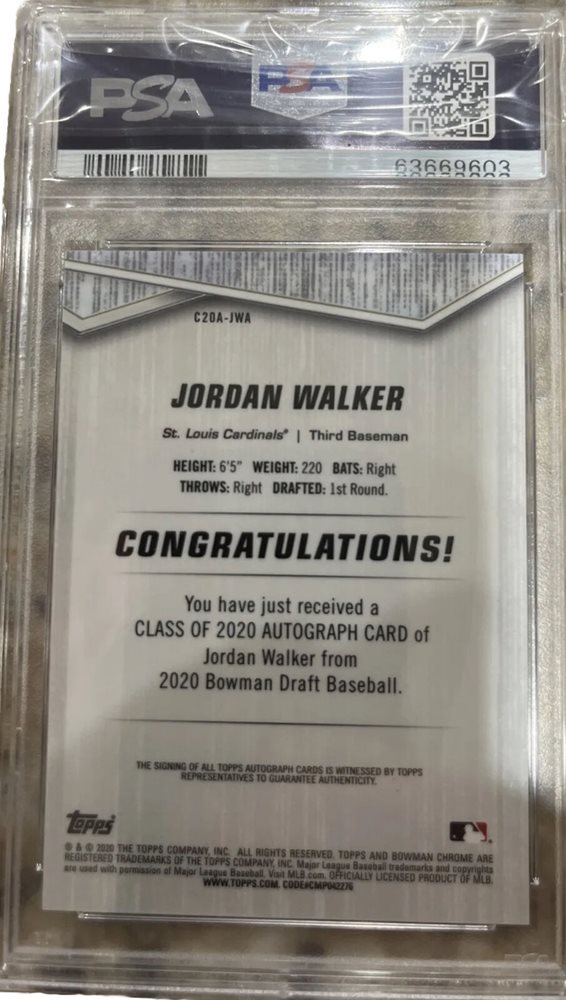 PSA PSA
63669603
C20A-JWA
JORDAN WALKER
St. Louis Cardinals® | Third Baseman
HEIGHT: 6'5" WEIGHT: 220 BATS: Right
THROWS: Right DRAFTED: 1st Round.
CONGRATULATIONS!
You have just received a
CLASS OF 2020 AUTOGRAPH CARD of
Jordan Walker from
2020 Bowman Draft Baseball.
THE SIGNING OF ALL TOPPS AUTOGRAPH CARDS IS WITNESSED BY TOPPS
REPRESENTATIVES TO GUARANTEE AUTHENTICITY.
topps
® & © 2020 THE TOPPS COMPANY, INC. ALL RIGHTS RESERVED. TOPPS AND BOWMAN CHROME ARE
REGISTERED TRADEMARKS OF THE TOPPS COMPANY, INC. Major League Baseball trademarks and copyrights
are used with permission of Major League Baseball. Visit MLB.com. OFFICIALLY LICENSED PRODUCT OF MLB.
WWW.TOPPS.COM. CODE#CMP042276
PSA